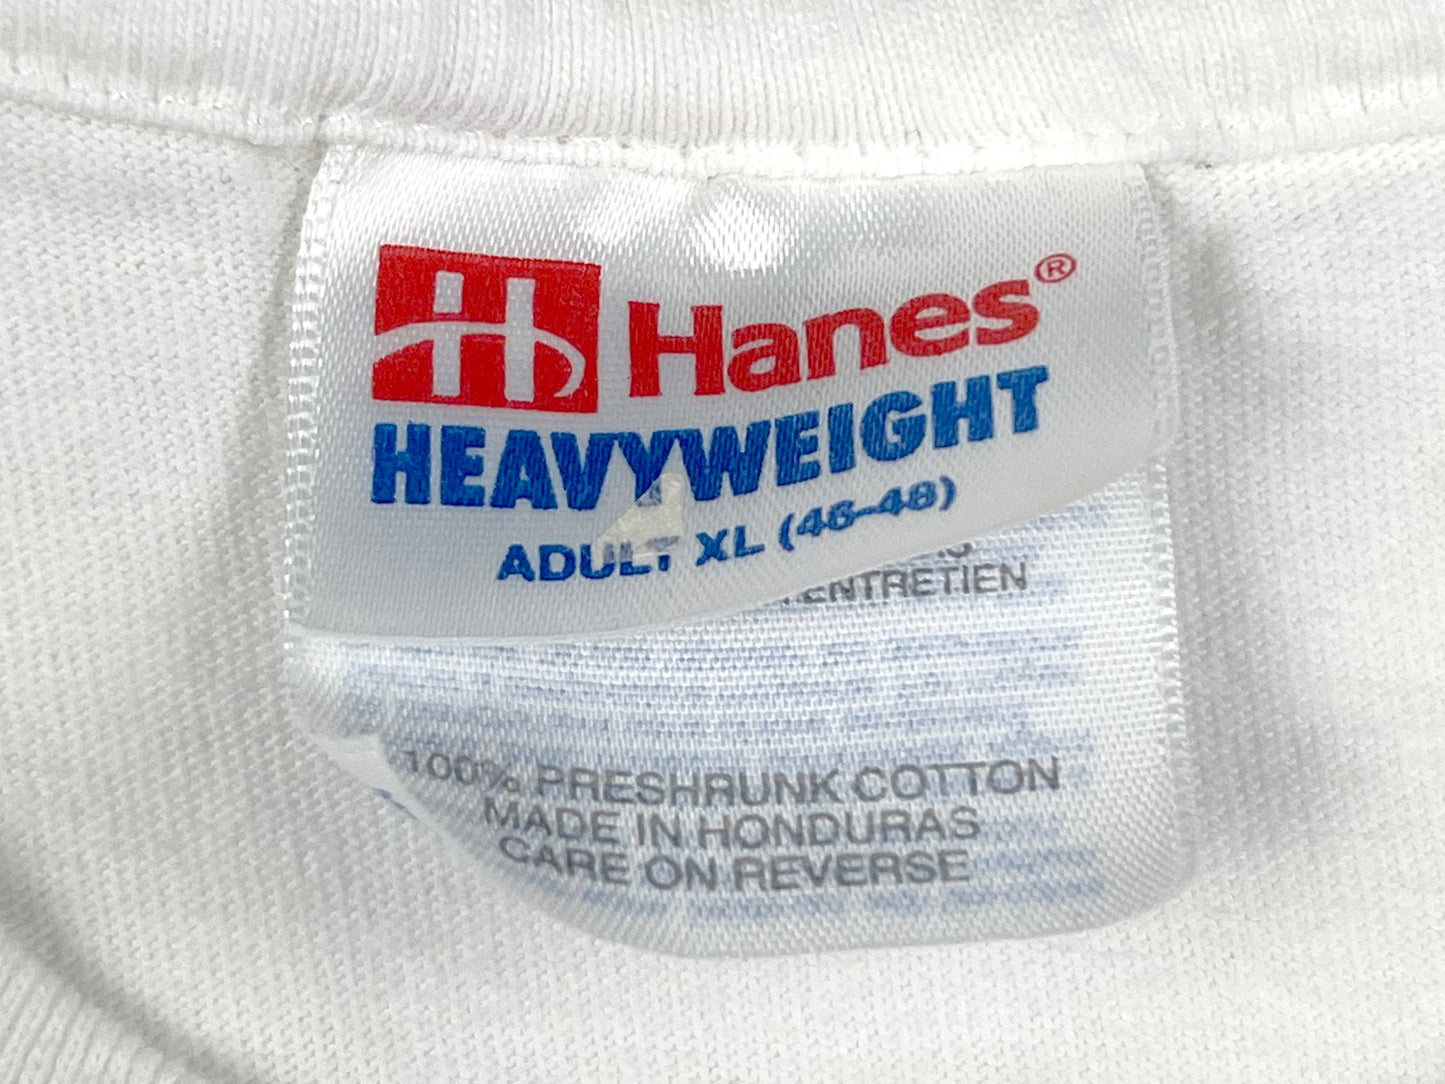 H Hanes®
HEAVYWEIGHT
ADULT XL (46-48)
ENTRETIEN
100% PRESHRUNK COTTON
MADE IN HONDURAS
CARE ON REVERSE